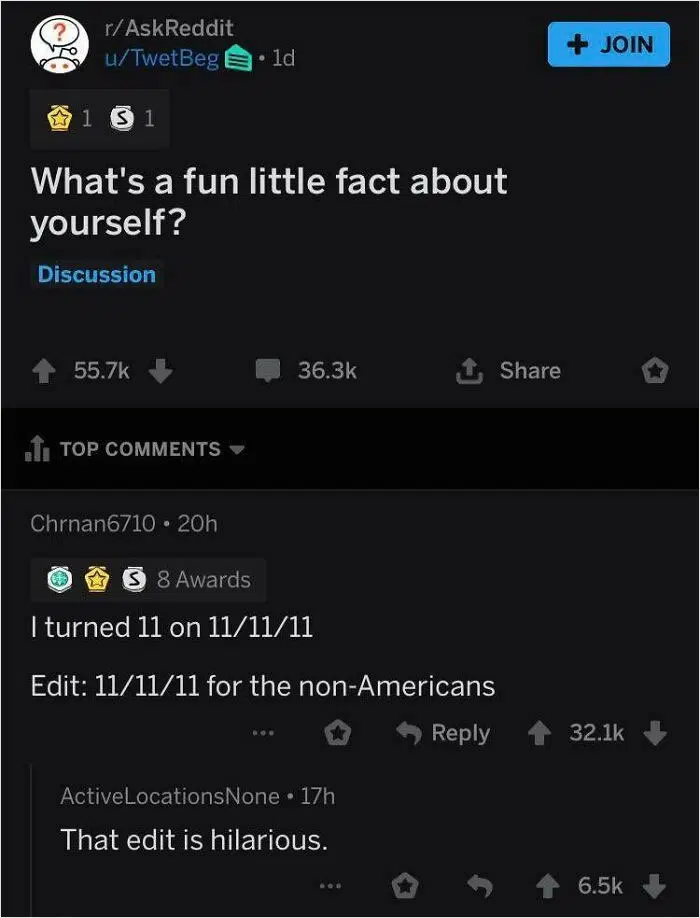 r/AskReddit
u/TwetBeg • 1d
+ JOIN
1 S 1
What's a fun little fact about
yourself?
Discussion
55.7k 36.3k Share
TOP COMMENTS
Chrnan6710 • 20h
S 8 Awards
I turned 11 on 11/11/11
Edit: 11/11/11 for the non-Americans
... Reply 32.1k
ActiveLocationsNone • 17h
That edit is hilarious.
... 6.5k